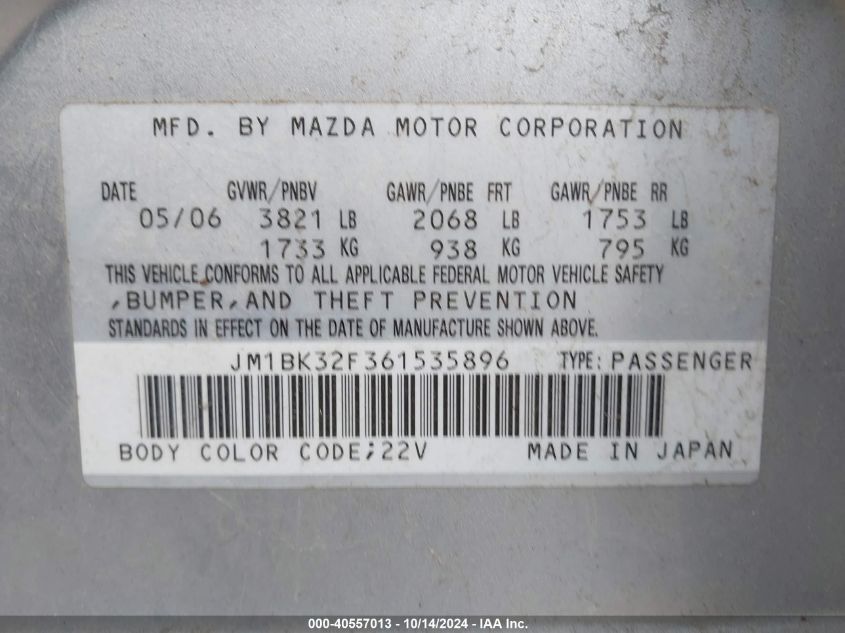 MFD. BY MAZDA MOTOR CORPORATION
DATE GVWR/PNBV GAWR/PNBE FRT GAWR/PNBE RR
05/06 3821 LB 2068 LB 1753 LB
1733 KG 938 KG 795 KG
THIS VEHICLE CONFORMS TO ALL APPLICABLE FEDERAL MOTOR VEHICLE SAFETY
,BUMPER,AND THEFT PREVENTION
STANDARDS IN EFFECT ON THE DATE OF MANUFACTURE SHOWN ABOVE.
JM1BK32F361535896 TYPE: PASSENGER
BODY COLOR CODE;22V MADE IN JAPAN
000-40557013 - 10/14/2024 - IAA Inc.